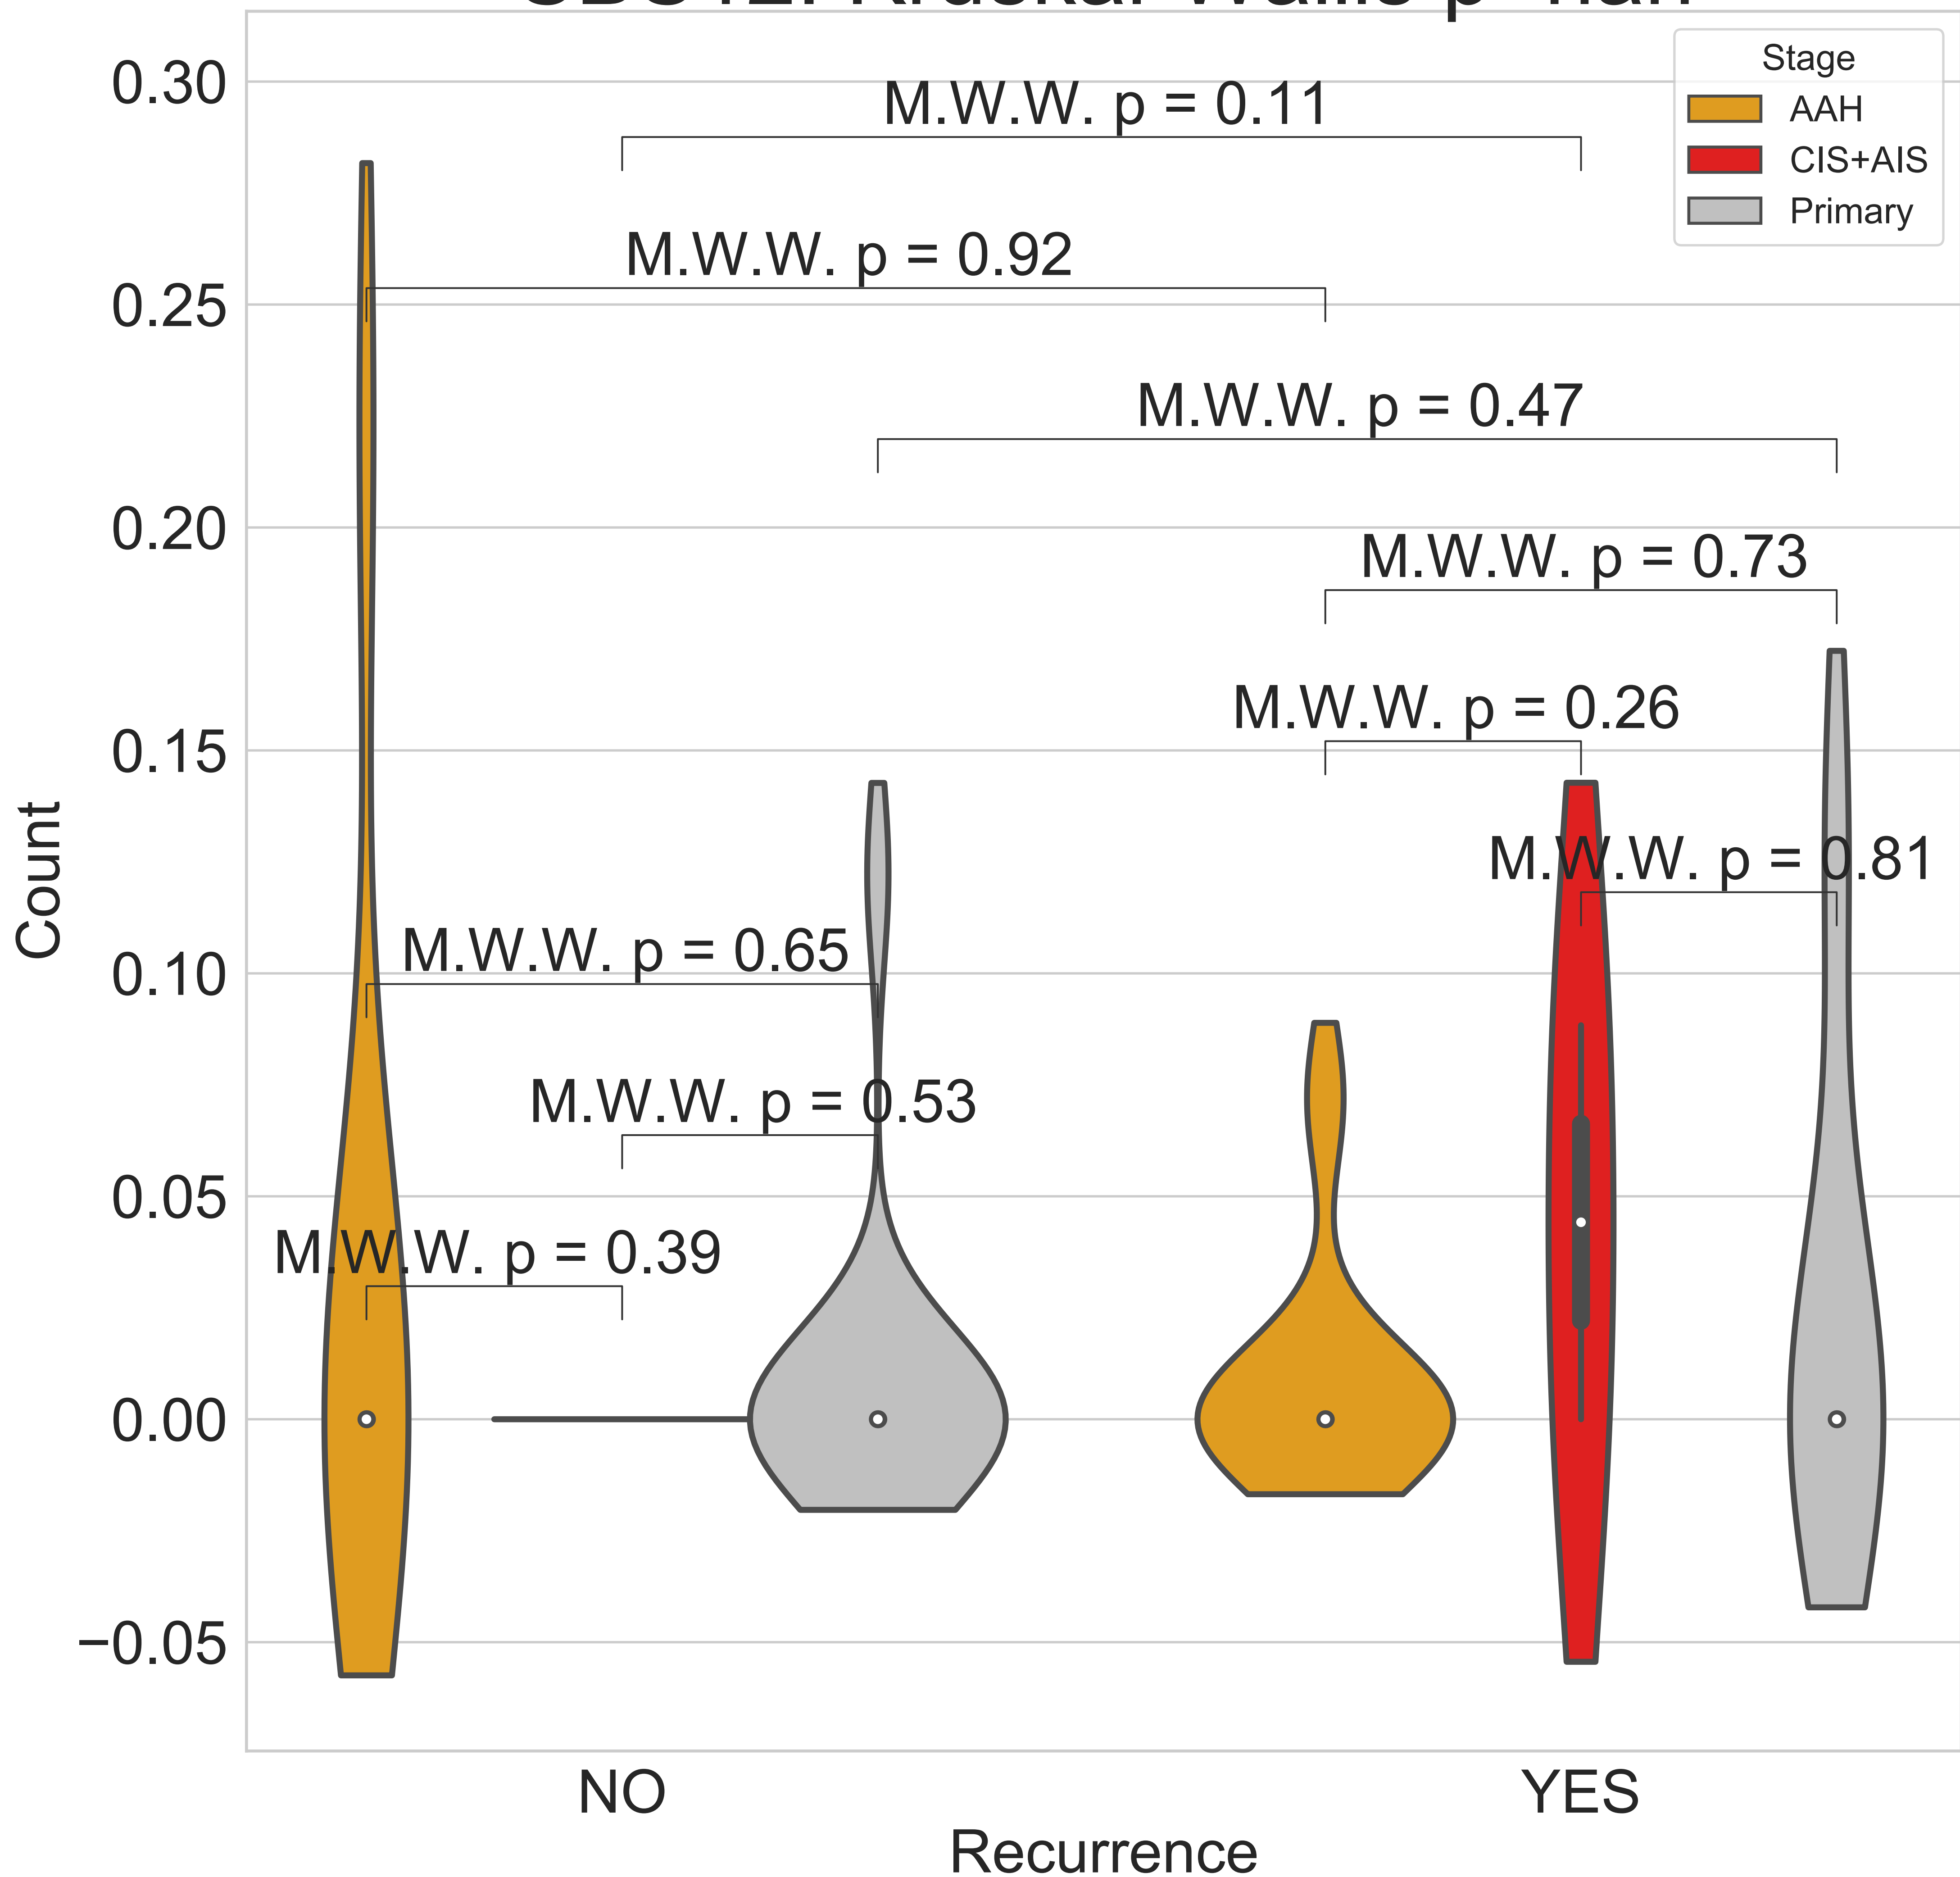 Stage
AAH
CIS+AIS
Primary
0.30
0.25
0.20
0.15
0.10
0.05
0.00
−0.05
Count
M.W.W. p = 0.11
M.W.W. p = 0.92
M.W.W. p = 0.47
M.W.W. p = 0.73
M.W.W. p = 0.26
M.W.W. p = 0.81
M.W.W. p = 0.65
M.W.W. p = 0.53
M.W.W. p = 0.39
NO
YES
Recurrence